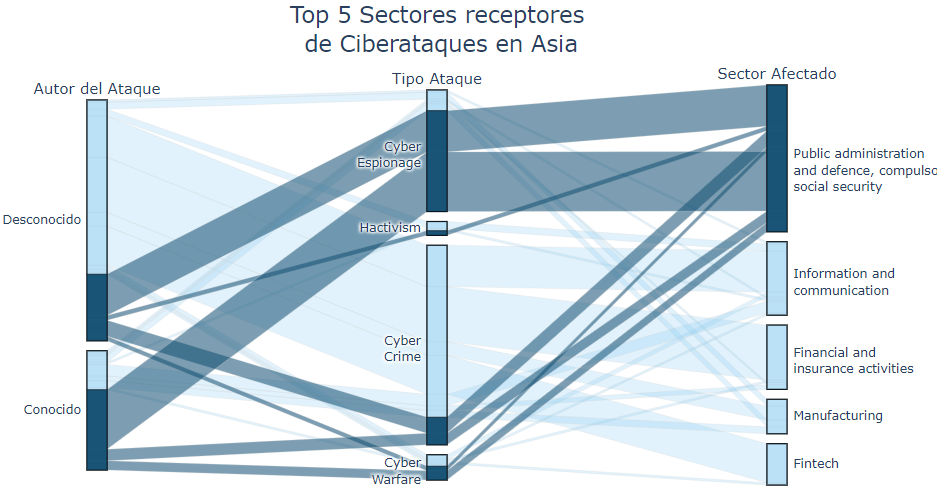 Top 5 Sectores receptores
de Ciberataques en Asia
Autor del Ataque
Tipo Ataque
Sector Afectado
Desconocido
Conocido
Cyber
Espionage
Hactivism
Cyber
Crime
Cyber
Warfare
Public administration
and defence, compulso
social security
Information and
communication
Financial and
insurance activities
Manufacturing
Fintech